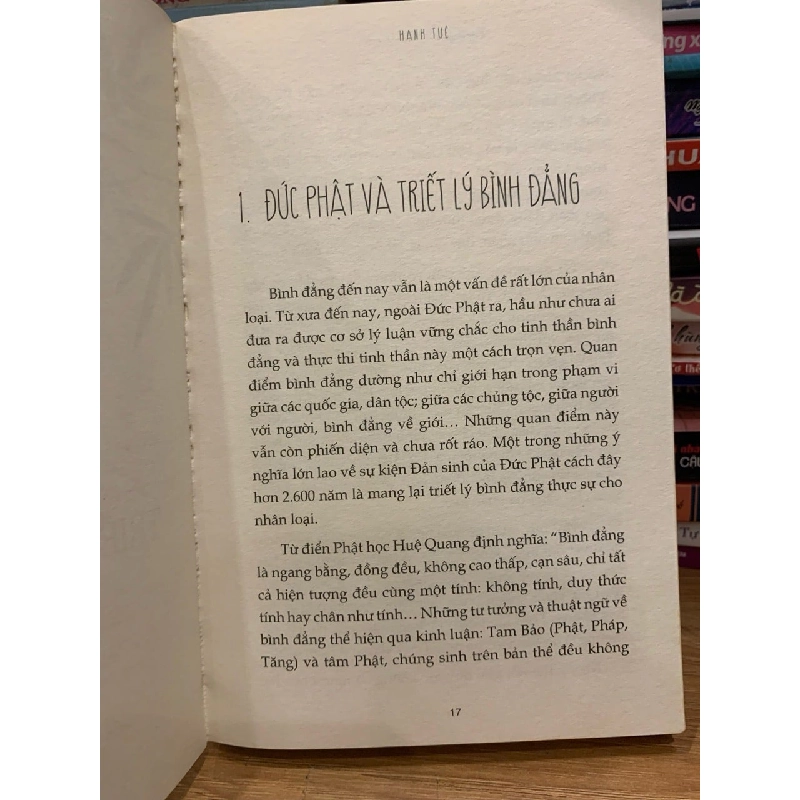 HẠNH TUỆ
1. ĐỨC PHẬT VÀ TRIẾT LÝ BÌNH ĐẲNG
Bình đẳng đến nay vẫn là một vấn đề rất lớn của nhân
loại. Từ xưa đến nay, ngoài Đức Phật ra, hầu như chưa ai
đưa ra được cơ sở lý luận vững chắc cho tinh thần bình
đẳng và thực thi tinh thần này một cách trọn vẹn. Quan
điểm bình đẳng dường như chỉ giới hạn trong phạm vi
giữa các quốc gia, dân tộc; giữa các chủng tộc, giữa người
với người, bình đẳng về giới... Những quan điểm này
vẫn còn phiến diện và chưa rốt ráo. Một trong những ý
nghĩa lớn lao về sự kiện Đản sinh của Đức Phật cách đây
hơn 2.600 năm là mang lại triết lý bình đẳng thực sự cho
nhân loại.
Từ điển Phật học Huệ Quang định nghĩa: “Bình đẳng
là ngang bằng, đồng đều, không cao thấp, cạn sâu, chỉ tất
cả hiện tượng đều cùng một tính: không tính, duy thức
tính hay chân như tính... Những tư tưởng và thuật ngữ về
bình đẳng thể hiện qua kinh luận: Tam Bảo (Phật, Pháp,
Tăng) và tâm Phật, chúng sinh trên bản thể đều không
17